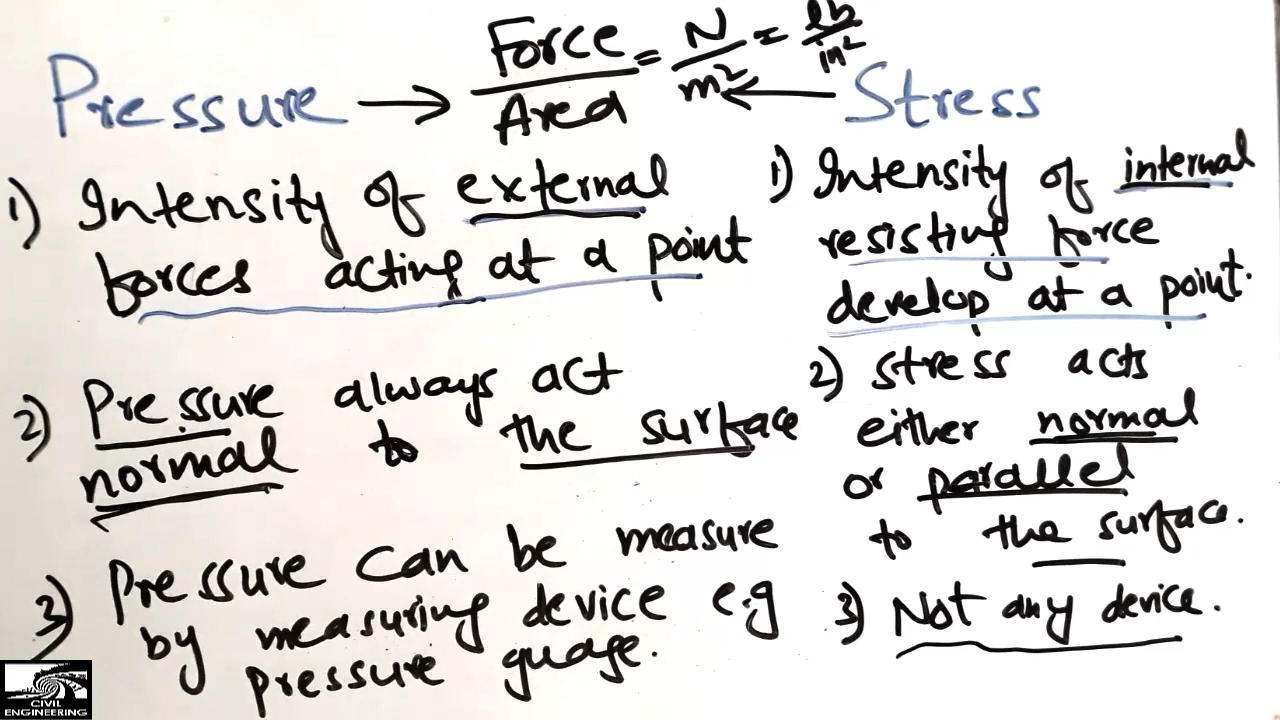 Pressure → Force/Area = N/m² = lb/in² ← Stress
1) Intensity of external
forces acting at a point
2) Pressure always act
normal to the surface
3) Pressure can be measure
by measuring device e.g
pressure guage.
1) Intensity of internal
resisting force
develop at a point.
2) stress acts
either normal
or parallel
to the surface.
3) Not any device.
CIVIL
ENGINEERING